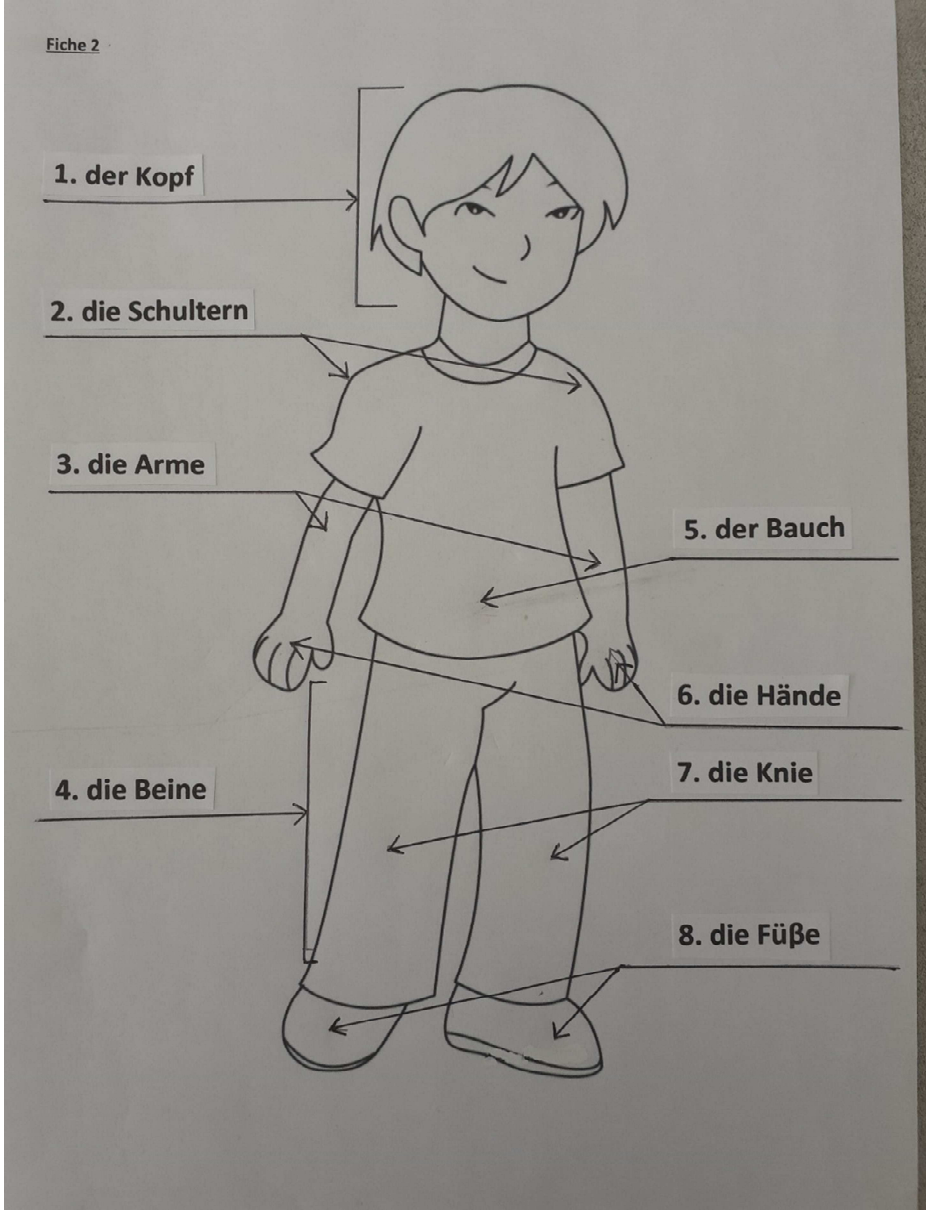 Fiche 2
1. der Kopf
2. die Schultern
3. die Arme
4. die Beine
5. der Bauch
6. die Hände
7. die Knie
8. die Füβe